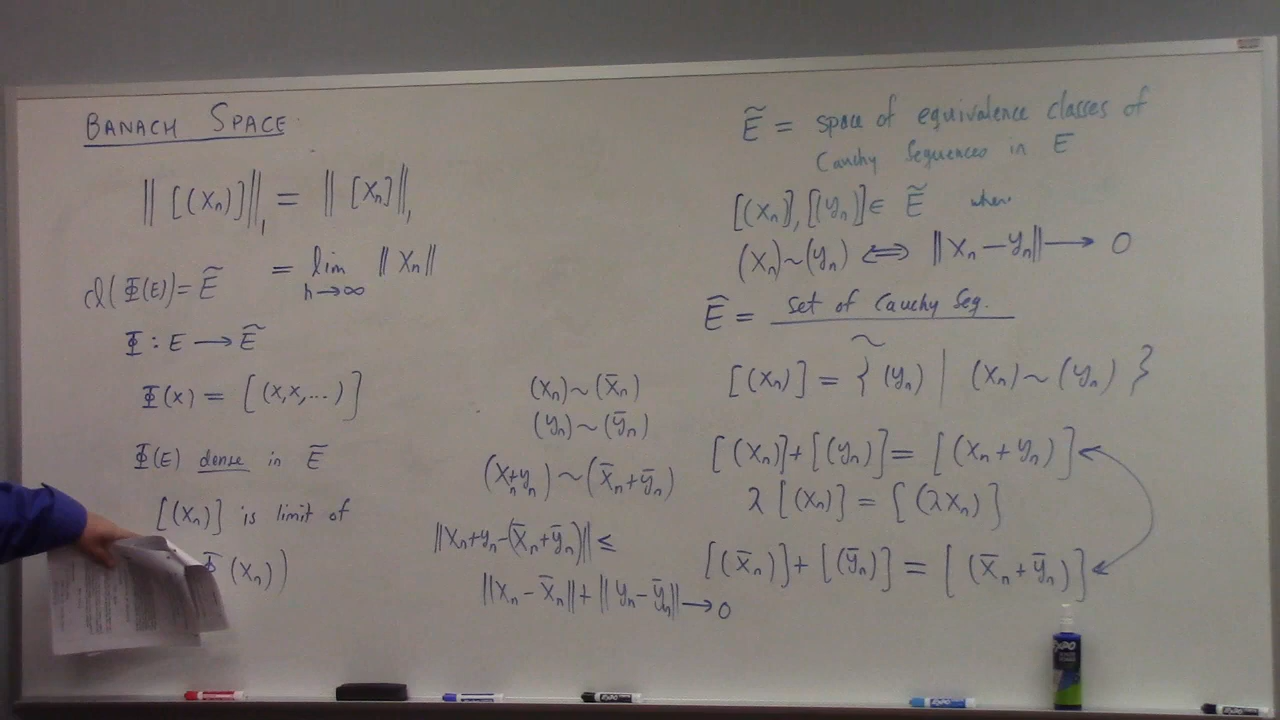 BANACH SPACE
‖[(xₙ)]‖₁ = ‖[xₙ]‖₁
= lim n→∞ ‖xₙ‖
cl(Φ(E)) = Ẽ
Φ : E → Ẽ
Φ(x) = [(x,x,...)]
Φ(E) dense in Ẽ
[(xₙ)] is limit of
Φ(xₙ))
(xₙ) ~ (x̄ₙ)
(yₙ) ~ (ȳₙ)
(xₙ+yₙ) ~ (x̄ₙ+ȳₙ)
‖xₙ+yₙ-(x̄ₙ+ȳₙ)‖ ≤
‖xₙ - x̄ₙ‖ + ‖yₙ - ȳₙ‖ → 0
Ẽ = space of equivalence classes of
Cauchy Sequences in E
[(xₙ)], [(yₙ)] ∈ Ẽ where
(xₙ) ~ (yₙ) ⟺ ‖xₙ - yₙ‖ → 0
Ẽ = set of Cauchy Seq.
~
[(xₙ)] = { (yₙ) | (xₙ) ~ (yₙ) }
[(xₙ)] + [(yₙ)] = [(xₙ + yₙ)]
λ [(xₙ)] = [(λxₙ)]
[(x̄ₙ)] + [(ȳₙ)] = [(x̄ₙ + ȳₙ)]
EXPO